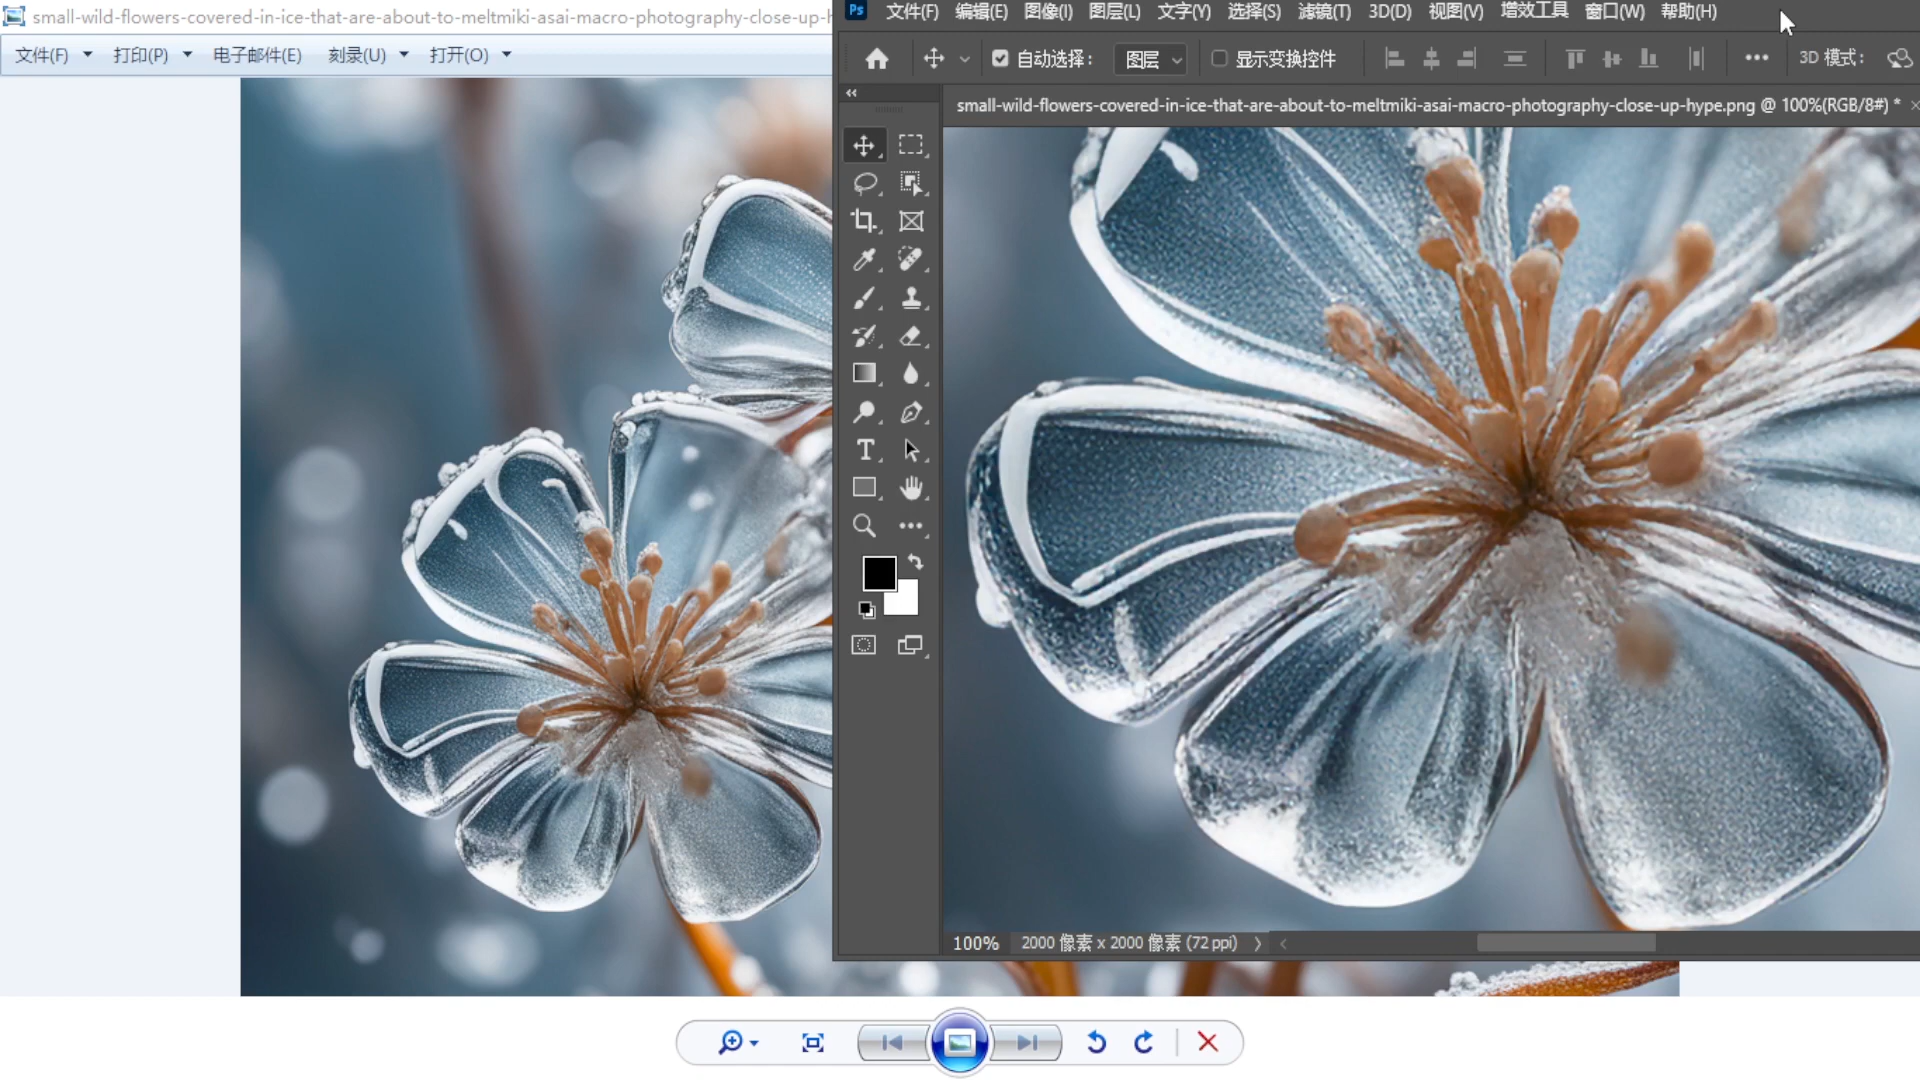 small-wild-flowers-covered-in-ice-that-are-about-to-meltmiki-asai-macro-photography-close-up-h
文件(F) 打印(P) 电子邮件(E) 刻录(U) 打开(O)
Ps 文件(F) 编辑(E) 图像(I) 图层(L) 文字(Y) 选择(S) 滤镜(T) 3D(D) 视图(V) 增效工具 窗口(W) 帮助(H)
自动选择: 图层 显示变换控件 3D 模式:
small-wild-flowers-covered-in-ice-that-are-about-to-meltmiki-asai-macro-photography-close-up-hype.png @ 100%(RGB/8#) *
100% 2000 像素 x 2000 像素 (72 ppi)